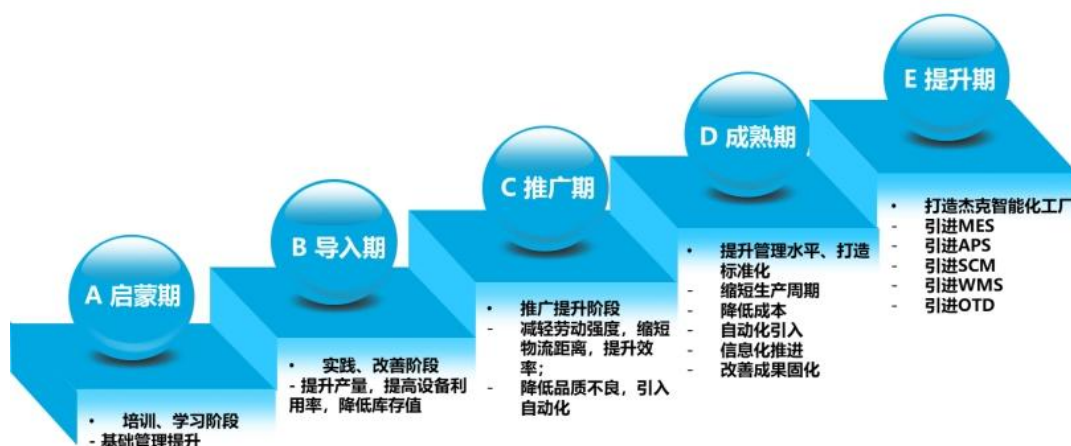 A 启蒙期
• 培训、学习阶段
- 基础管理提升
B 导入期
• 实践、改善阶段
- 提升产量，提高设备利
用率，降低库存值
C 推广期
• 推广提升阶段
- 减轻劳动强度，缩短
物流距离，提升效
率；
- 降低品质不良，引入
自动化
D 成熟期
• 提升管理水平、打造
标准化
- 缩短生产周期
- 降低成本
- 自动化引入
- 信息化推进
- 改善成果固化
E 提升期
• 打造杰克智能化工厂
- 引进MES
- 引进APS
- 引进SCM
- 引进WMS
- 引进OTD